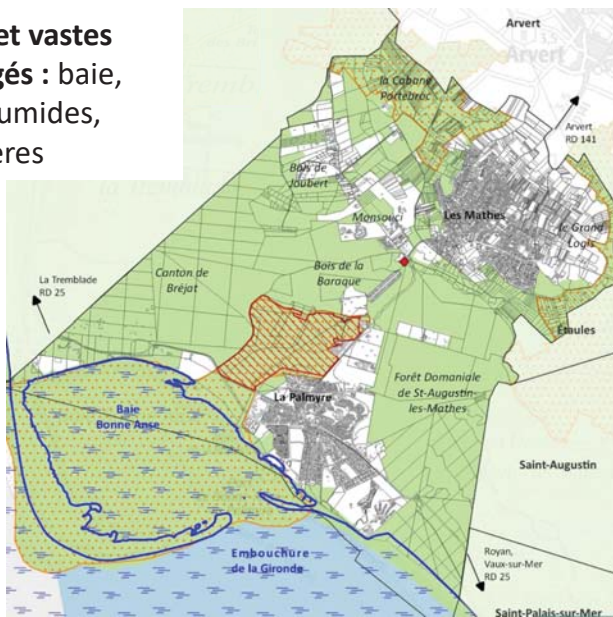 et vastes
gés : baie,
umides,
ères
Arvert
Arvert
la Cabane
Portebroc
Arvert
RD 141
Bois de
Joubert
Monsouci
Les Mathes
le Grand
Logis
La Tremblade
RD 25
Canton de
Bréjat
Bois de la
Baraque
Étaules
Baie
Bonne Anse
La Palmyre
Forêt Domaniale
de St-Augustin-
les-Mathes
Saint-Augustin
Embouchure
de la Gironde
Royan,
Vaux-sur-Mer
RD 25
Saint-Palais-sur-Mer